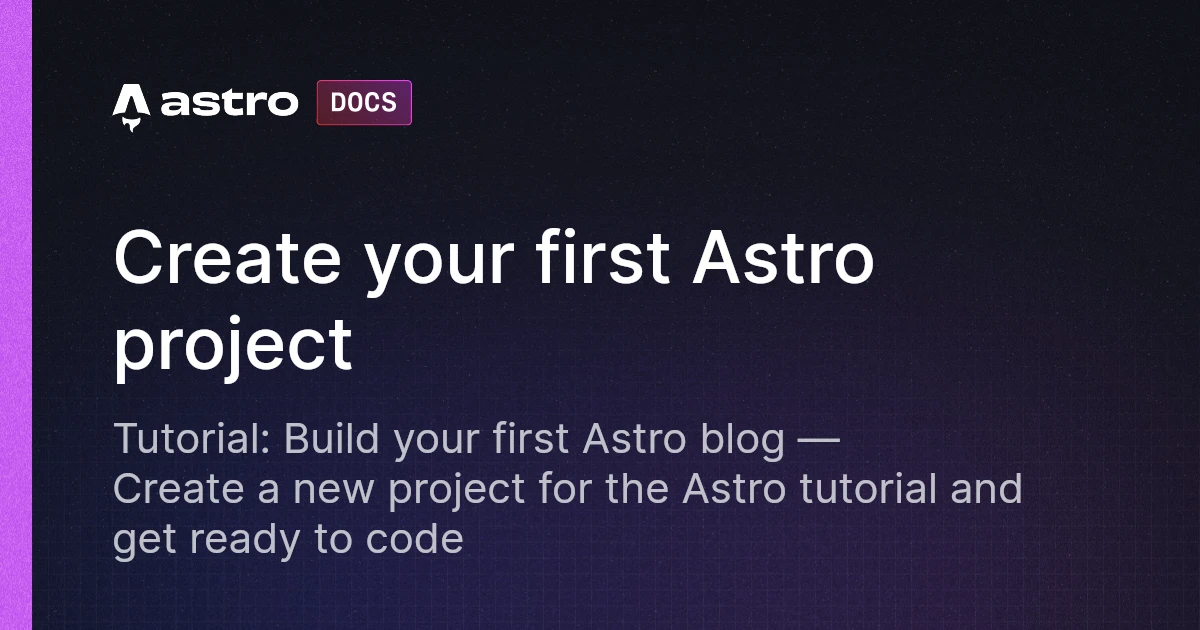 astro DOCS
Create your first Astro
project
Tutorial: Build your first Astro blog —
Create a new project for the Astro tutorial and
get ready to code